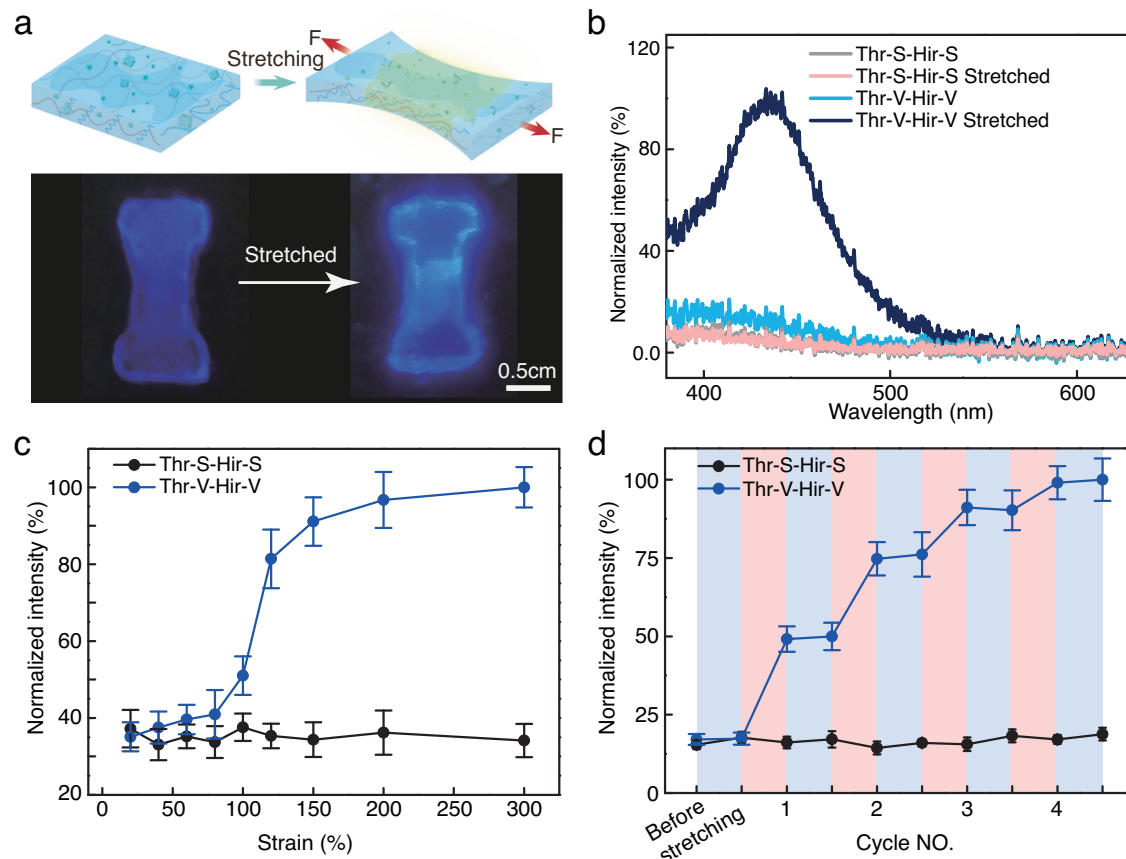 a
F
Stretching
F
Stretched
0.5cm
b
120
80
40
0.0
Normalized intensity (%)
Thr-S-Hir-S
Thr-S-Hir-S Stretched
Thr-V-Hir-V
Thr-V-Hir-V Stretched
400
500
600
Wavelength (nm)
c
Thr-S-Hir-S
Thr-V-Hir-V
100
80
60
40
20
Normalized intensity (%)
0
50
100
150
200
250
300
Strain (%)
d
Thr-S-Hir-S
Thr-V-Hir-V
100
75
50
25
0
Normalized intensity (%)
Before
stretching
1
2
3
4
Cycle NO.